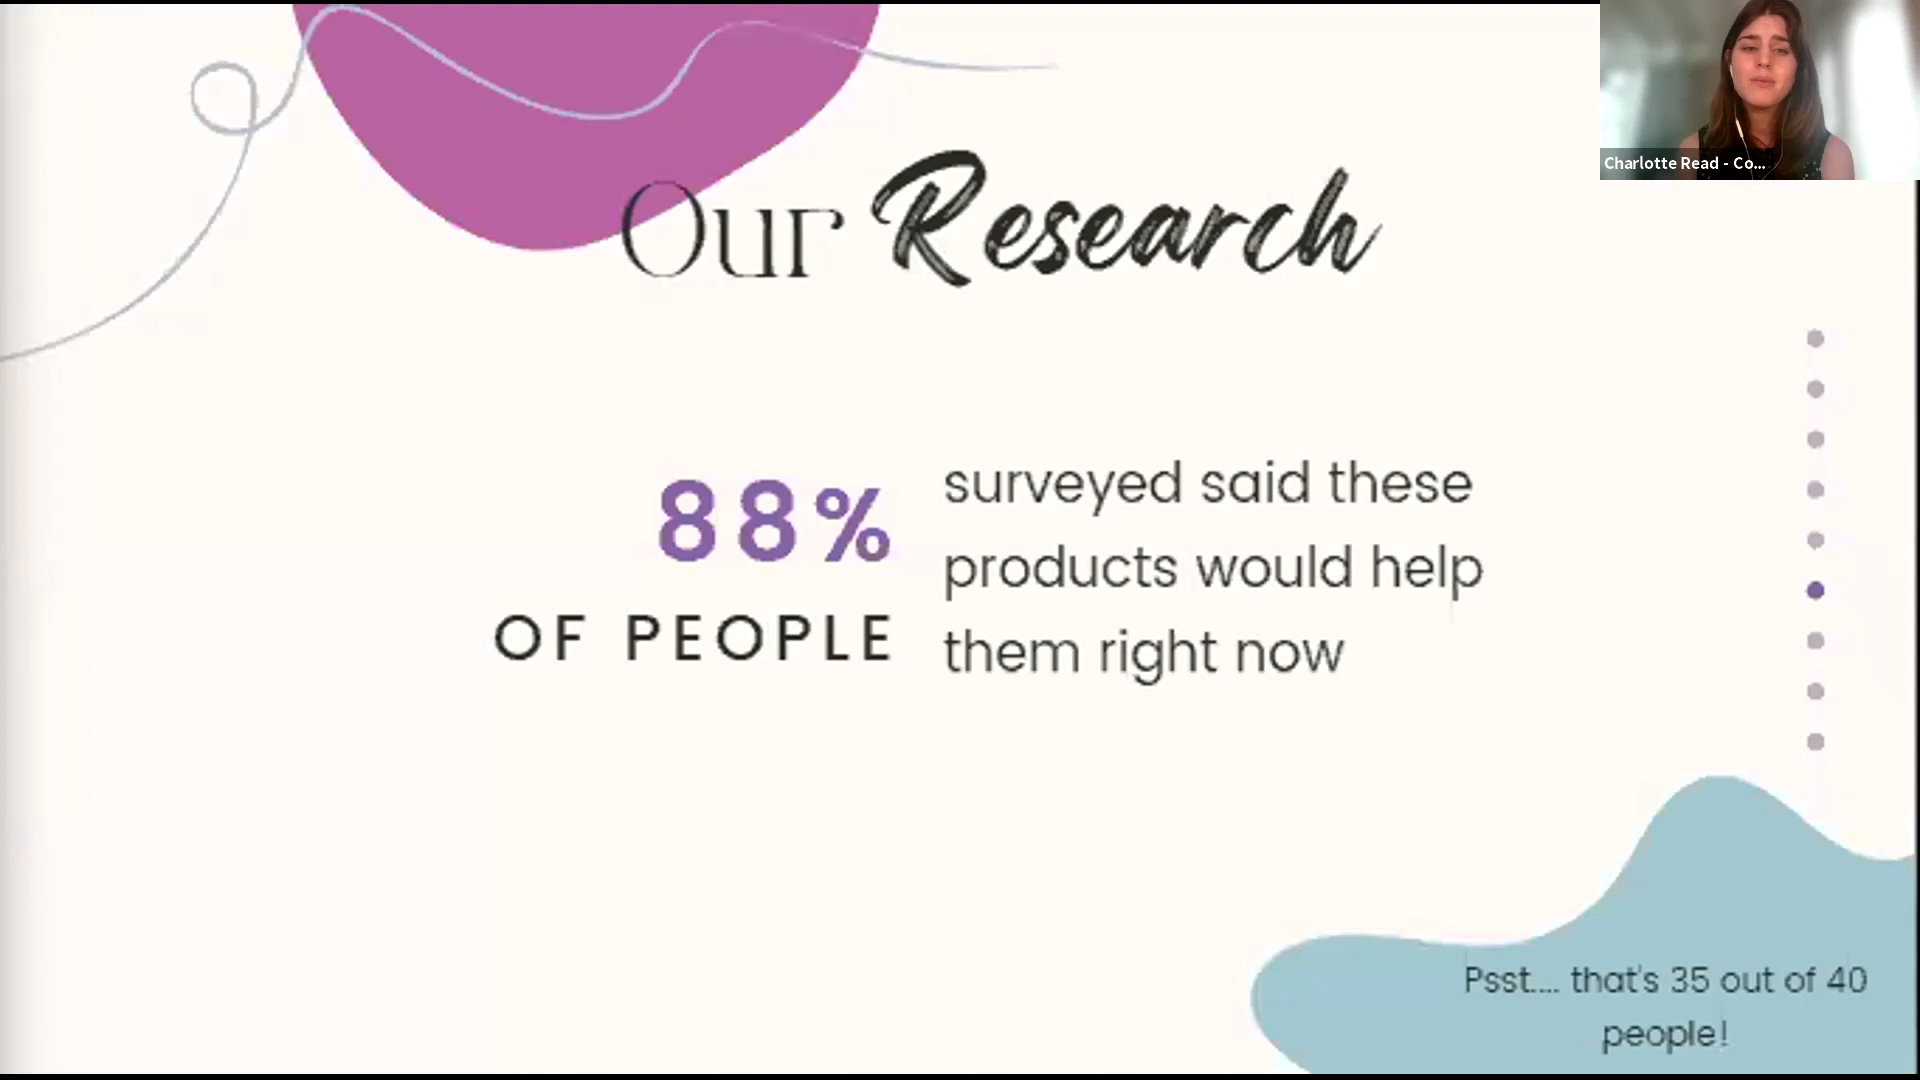 Charlotte Read - Co...
Our Research
88%
OF PEOPLE
surveyed said these
products would help
them right now
Psst.... that's 35 out of 40
people!